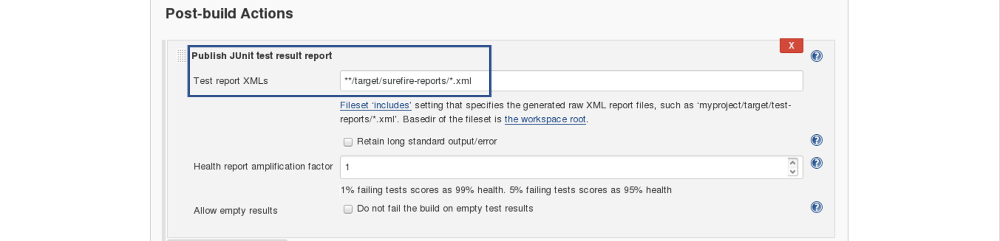 Post-build Actions
X
Publish JUnit test result report
Test report XMLs **/target/surefire-reports/*.xml
Fileset ‘includes’ setting that specifies the generated raw XML report files, such as ‘myproject/target/test-
reports/*.xml'. Basedir of the fileset is the workspace root.
Retain long standard output/error
Health report amplification factor 1
1% failing tests scores as 99% health. 5% failing tests scores as 95% health
Allow empty results Do not fail the build on empty test results